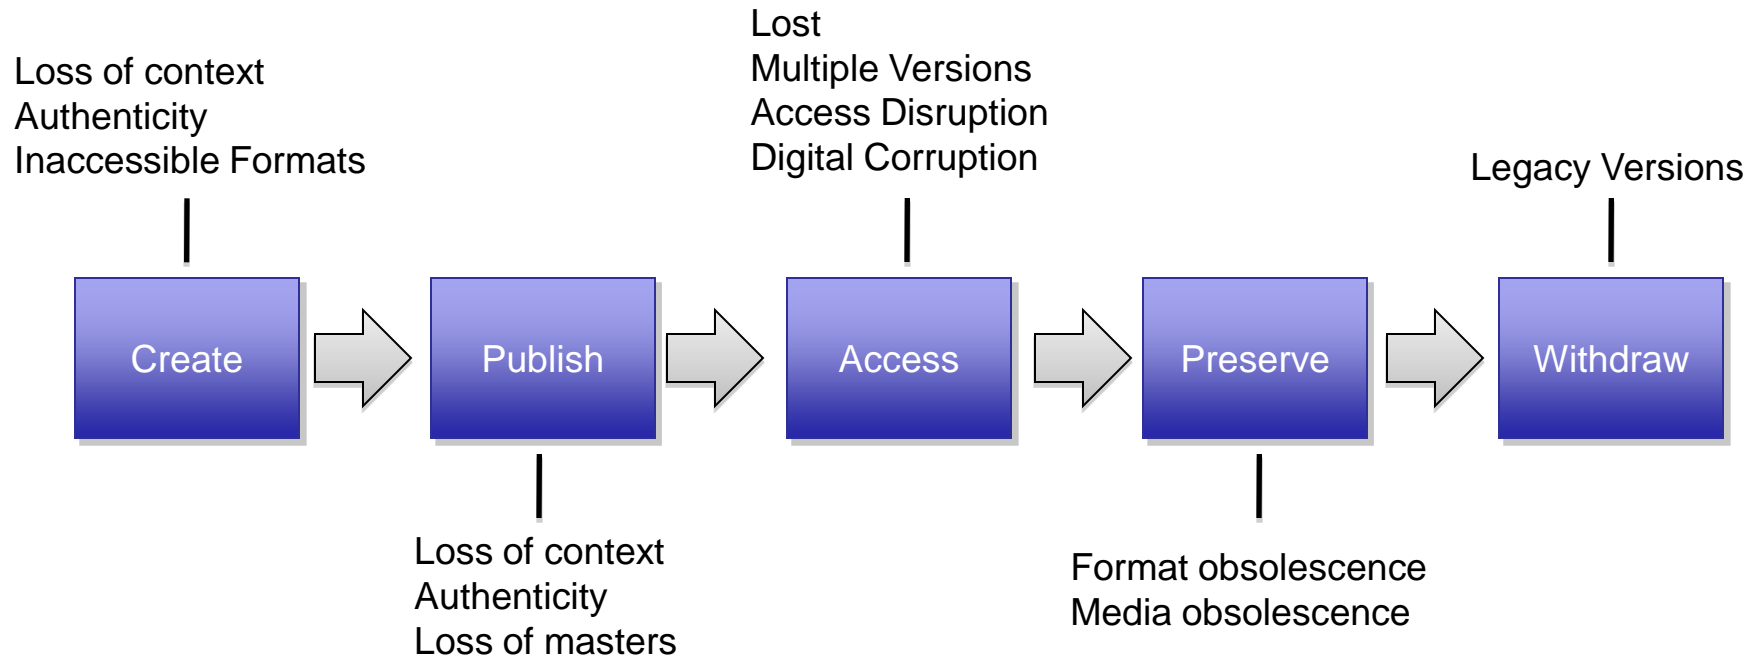 Loss of context
Authenticity
Inaccessible Formats
Lost
Multiple Versions
Access Disruption
Digital Corruption
Legacy Versions
Create
Publish
Access
Preserve
Withdraw
Loss of context
Authenticity
Loss of masters
Format obsolescence
Media obsolescence